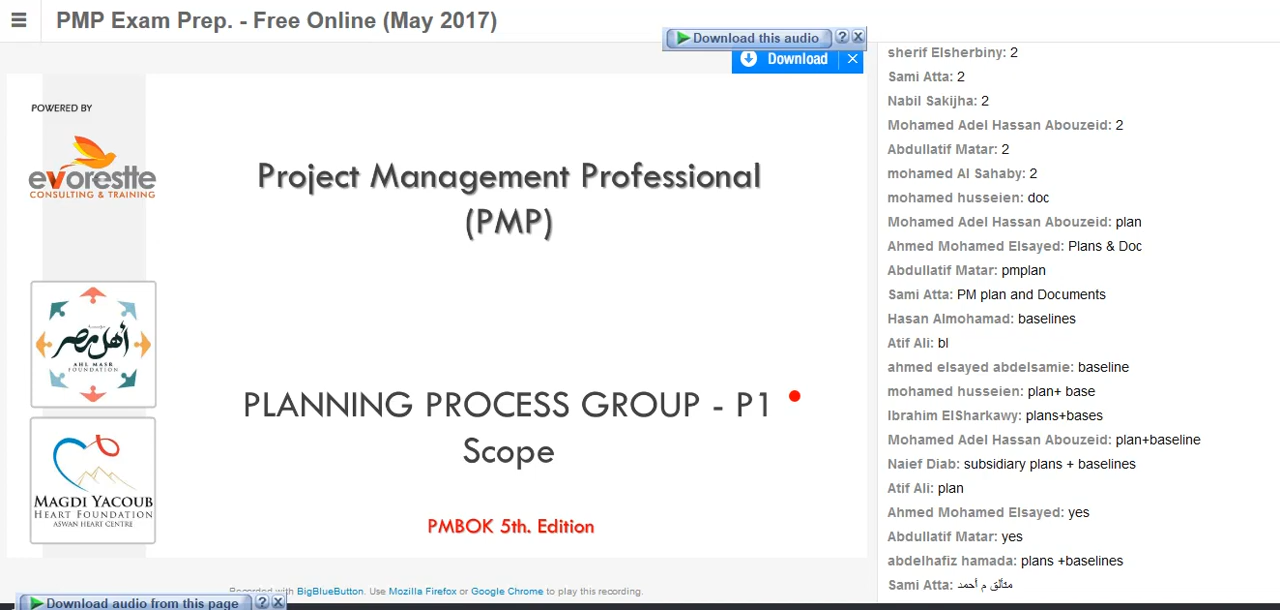 PMP Exam Prep. - Free Online (May 2017)
Download this audio
Download
POWERED BY
evorestte
CONSULTING & TRAINING
أهل مصر
AHL MASR
FOUNDATION
MAGDI YACOUB
HEART FOUNDATION
ASWAN HEART CENTRE
Project Management Professional
(PMP)
PLANNING PROCESS GROUP - P1
Scope
PMBOK 5th. Edition
Recorded with BigBlueButton. Use Mozilla Firefox or Google Chrome to play this recording.
Download audio from this page
sherif Elsherbiny: 2
Sami Atta: 2
Nabil Sakijha: 2
Mohamed Adel Hassan Abouzeid: 2
Abdullatif Matar: 2
mohamed Al Sahaby: 2
mohamed husseien: doc
Mohamed Adel Hassan Abouzeid: plan
Ahmed Mohamed Elsayed: Plans & Doc
Abdullatif Matar: pmplan
Sami Atta: PM plan and Documents
Hasan Almohamad: baselines
Atif Ali: bl
ahmed elsayed abdelsamie: baseline
mohamed husseien: plan+ base
Ibrahim ElSharkawy: plans+bases
Mohamed Adel Hassan Abouzeid: plan+baseline
Naief Diab: subsidiary plans + baselines
Atif Ali: plan
Ahmed Mohamed Elsayed: yes
Abdullatif Matar: yes
abdelhafiz hamada: plans +baselines
Sami Atta: متألق م أحمد